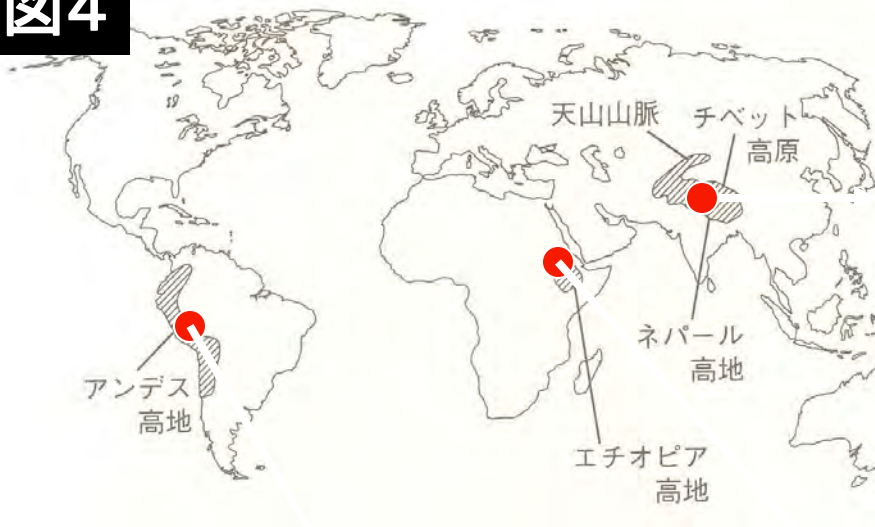 図4
天山山脈
チベット
高原
ネパール
高地
アンデス
高地
エチオピア
高地